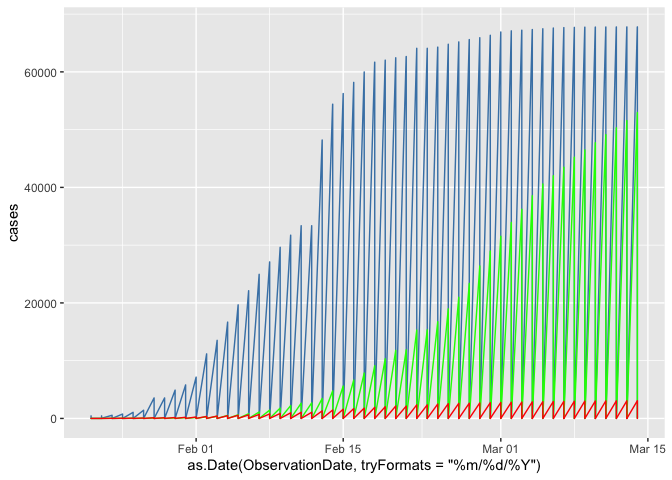 60000
40000
20000
0
cases
Feb 01
Feb 15
Mar 01
Mar 15
as.Date(ObservationDate, tryFormats = "%m/%d/%Y")